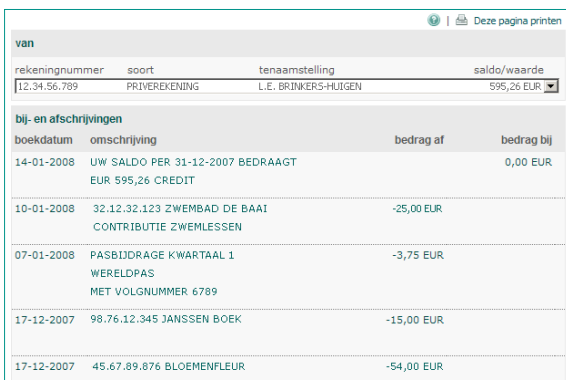 Deze pagina printen
van
rekeningnummer soort tenaamstelling saldo/waarde
12.34.56.789 PRIVEREKENING L.E. BRINKERS-HUIGEN 595,26 EUR
bij- en afschrijvingen
boekdatum omschrijving bedrag af bedrag bij
14-01-2008 UW SALDO PER 31-12-2007 BEDRAAGT 0,00 EUR
EUR 595,26 CREDIT
10-01-2008 32.12.32.123 ZWEMBAD DE BAAI -25,00 EUR
CONTRIBUTIE ZWEMLESSEN
07-01-2008 PASBIJDRAGE KWARTAAL 1 -3,75 EUR
WERELDPAS
MET VOLGNUMMER 6789
17-12-2007 98.76.12.345 JANSSEN BOEK -15,00 EUR
17-12-2007 45.67.89.876 BLOEMENFLEUR -54,00 EUR